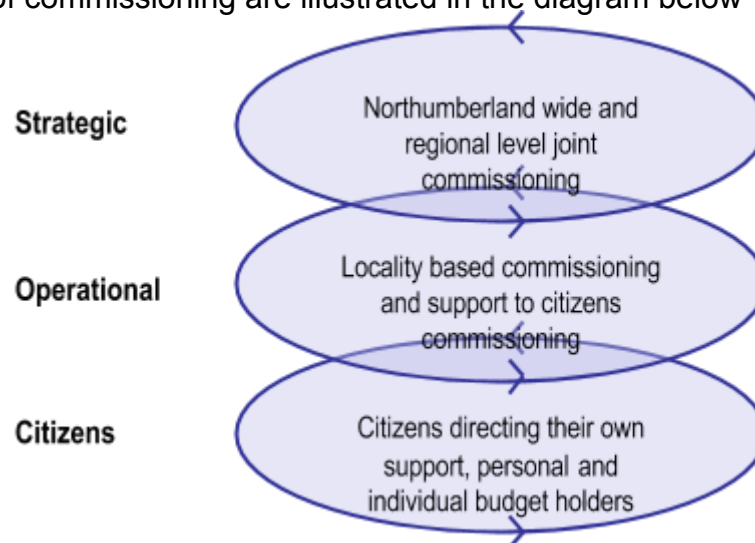 of commissioning are illustrated in the diagram below
Strategic
Northumberland wide and
regional level joint
commissioning
Operational
Locality based commissioning
and support to citizens
commissioning
Citizens
Citizens directing their own
support, personal and
individual budget holders